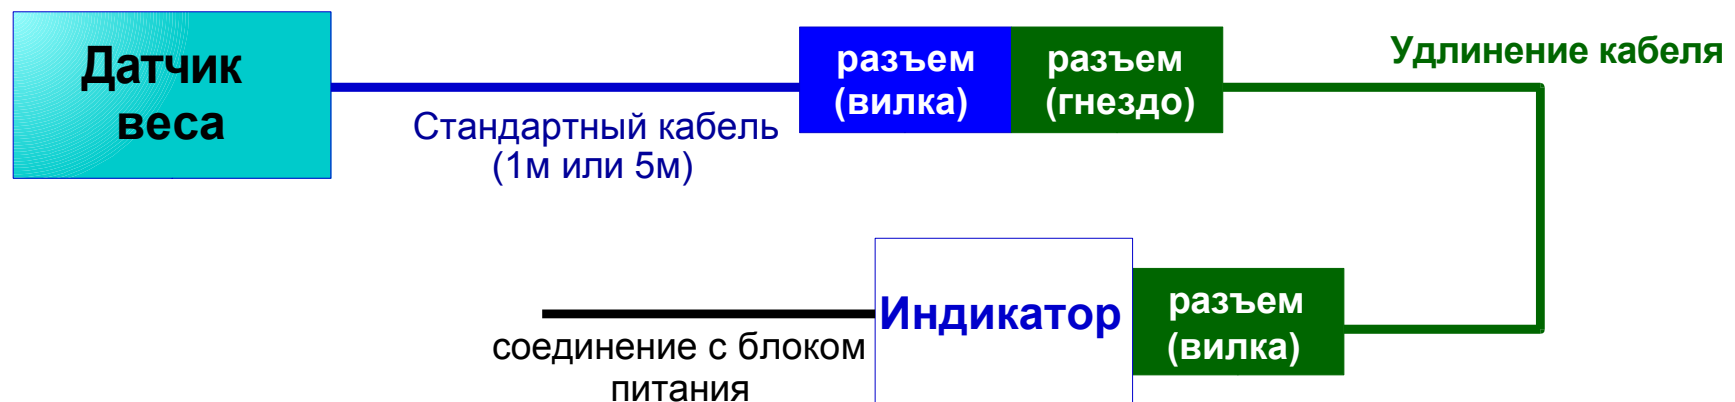 Датчик
веса
Стандартный кабель
(1м или 5м)
разъем
(вилка)
разъем
(гнездо)
Удлинение кабеля
соединение с блоком
питания
Индикатор
разъем
(вилка)